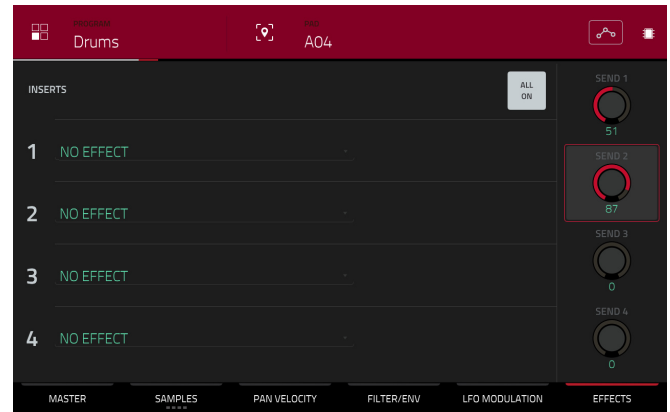 PROGRAM
Drums
PAD
A04
INSERTS
ALL
ON
1 NO EFFECT
2 NO EFFECT
3 NO EFFECT
4 NO EFFECT
SEND 1
51
SEND 2
87
SEND 3
0
SEND 4
0
MASTER SAMPLES PAN VELOCITY FILTER/ENV LFO MODULATION EFFECTS